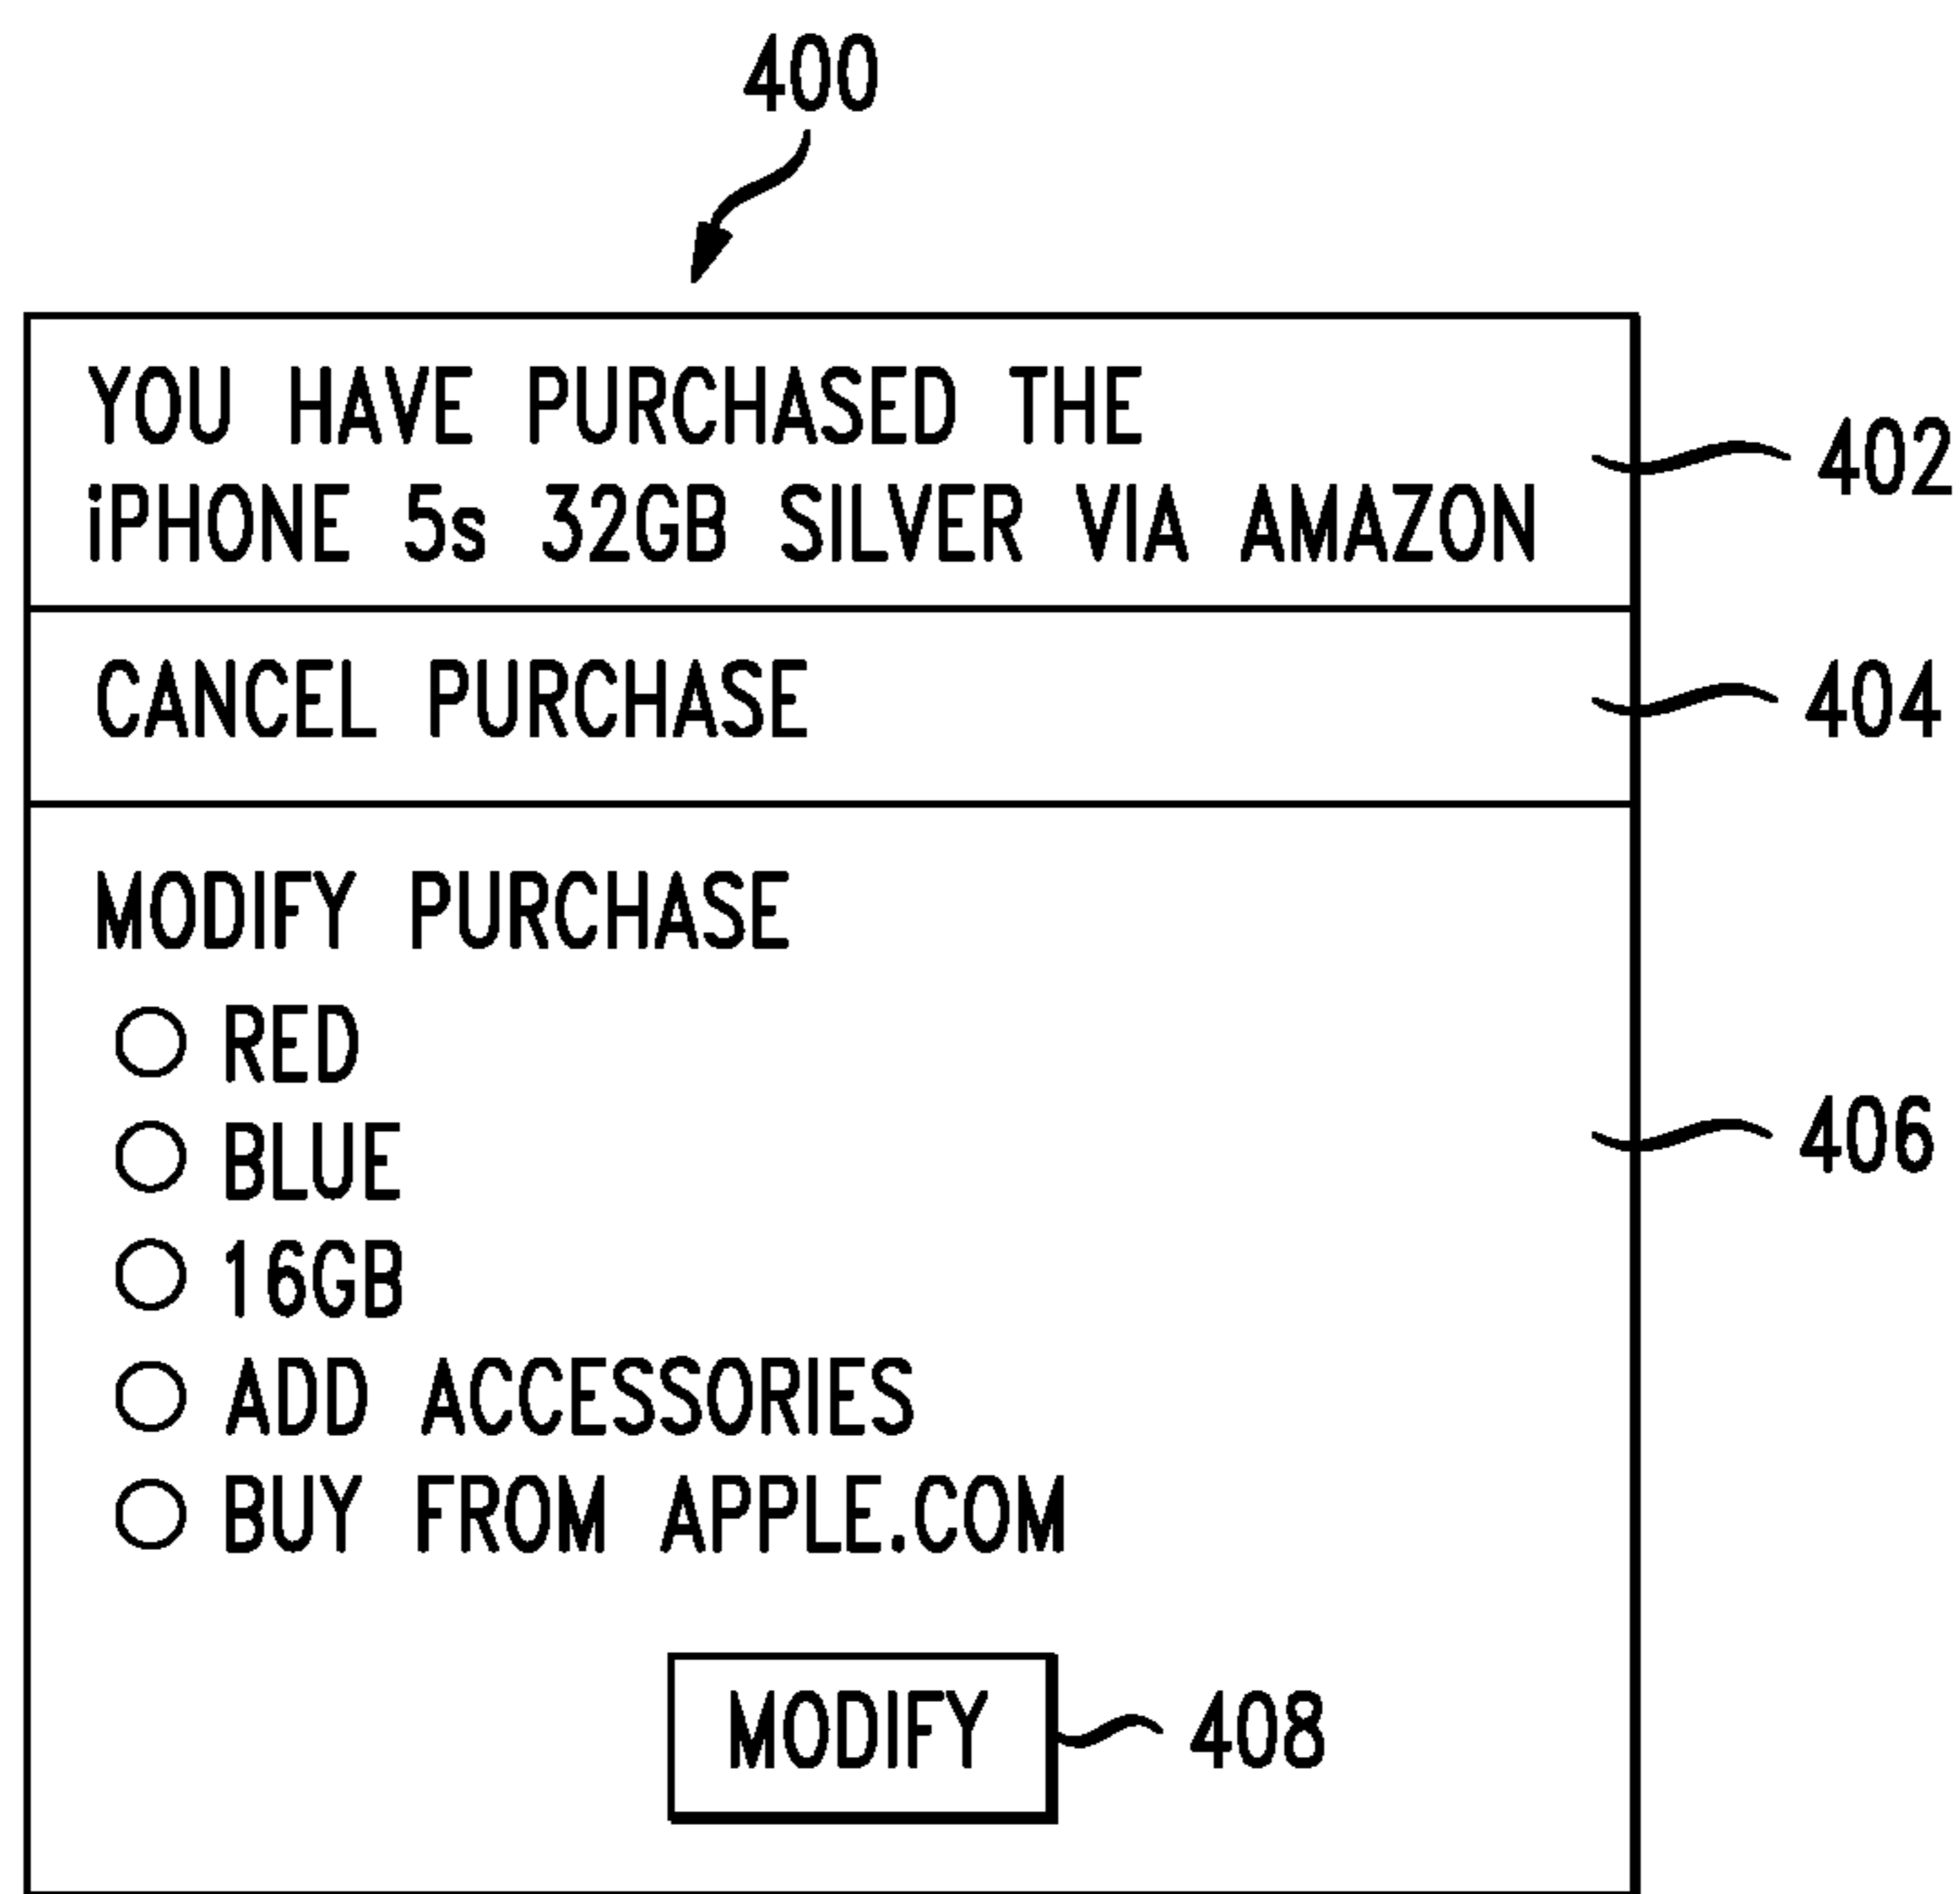 400
YOU HAVE PURCHASED THE
iPHONE 5s 32GB SILVER VIA AMAZON
402
CANCEL PURCHASE
404
MODIFY PURCHASE
RED
BLUE
406
16GB
ADD ACCESSORIES
BUY FROM APPLE.COM
MODIFY
408